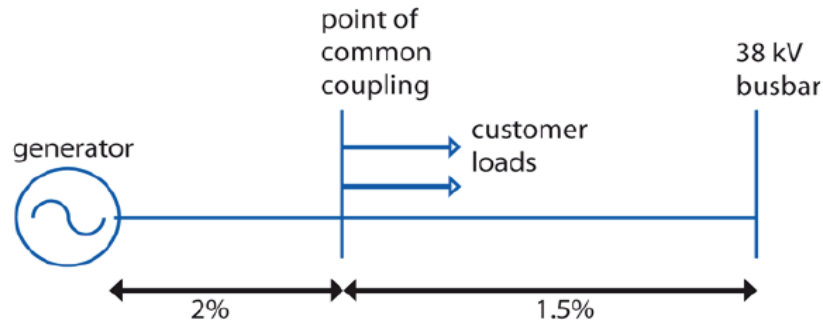 point of
common
coupling
38 kV
busbar
customer
loads
generator
2%
1.5%